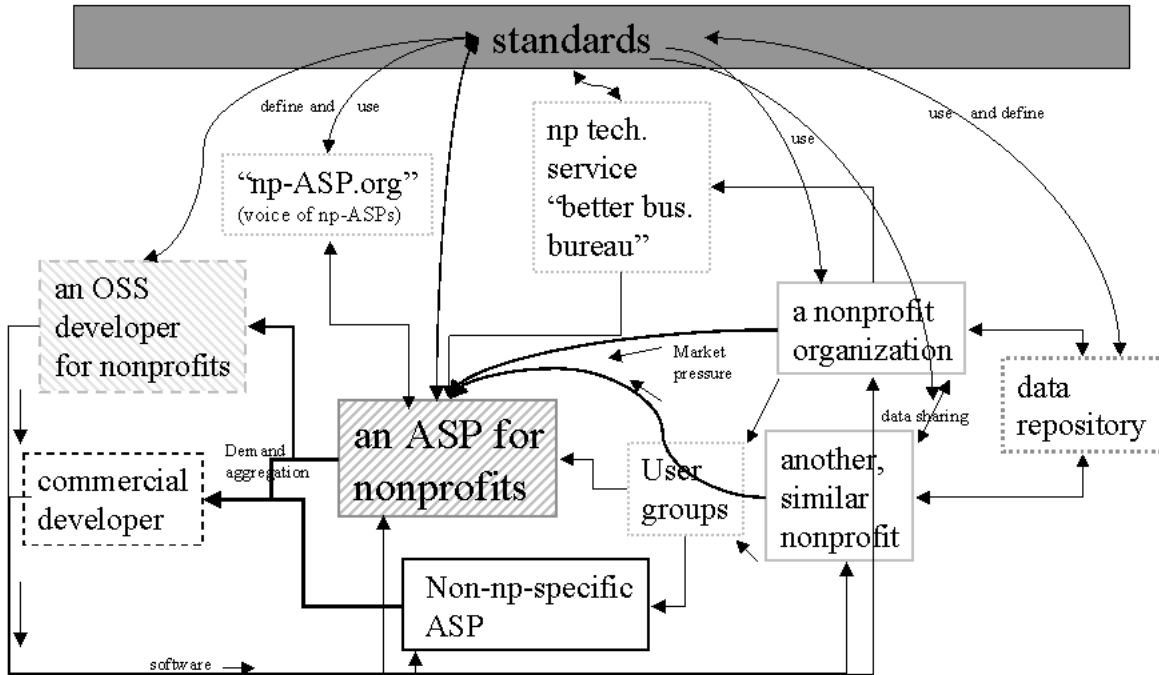 standards
define and use
use
use and define
np tech.
service
“better bus.
bureau”
“np-ASP.org”
(voice of np-ASPs)
an OSS
developer
for nonprofits
a nonprofit
organization
Market
pressure
data
repository
data sharing
an ASP for
nonprofits
Demand
aggregation
User
groups
another,
similar
nonprofit
commercial
developer
Non-np-specific
ASP
software